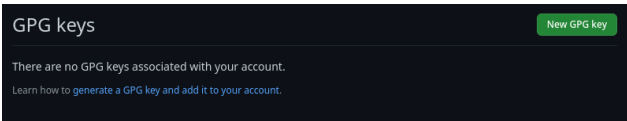 GPG keys
New GPG key
There are no GPG keys associated with your account.
Learn how to generate a GPG key and add it to your account.